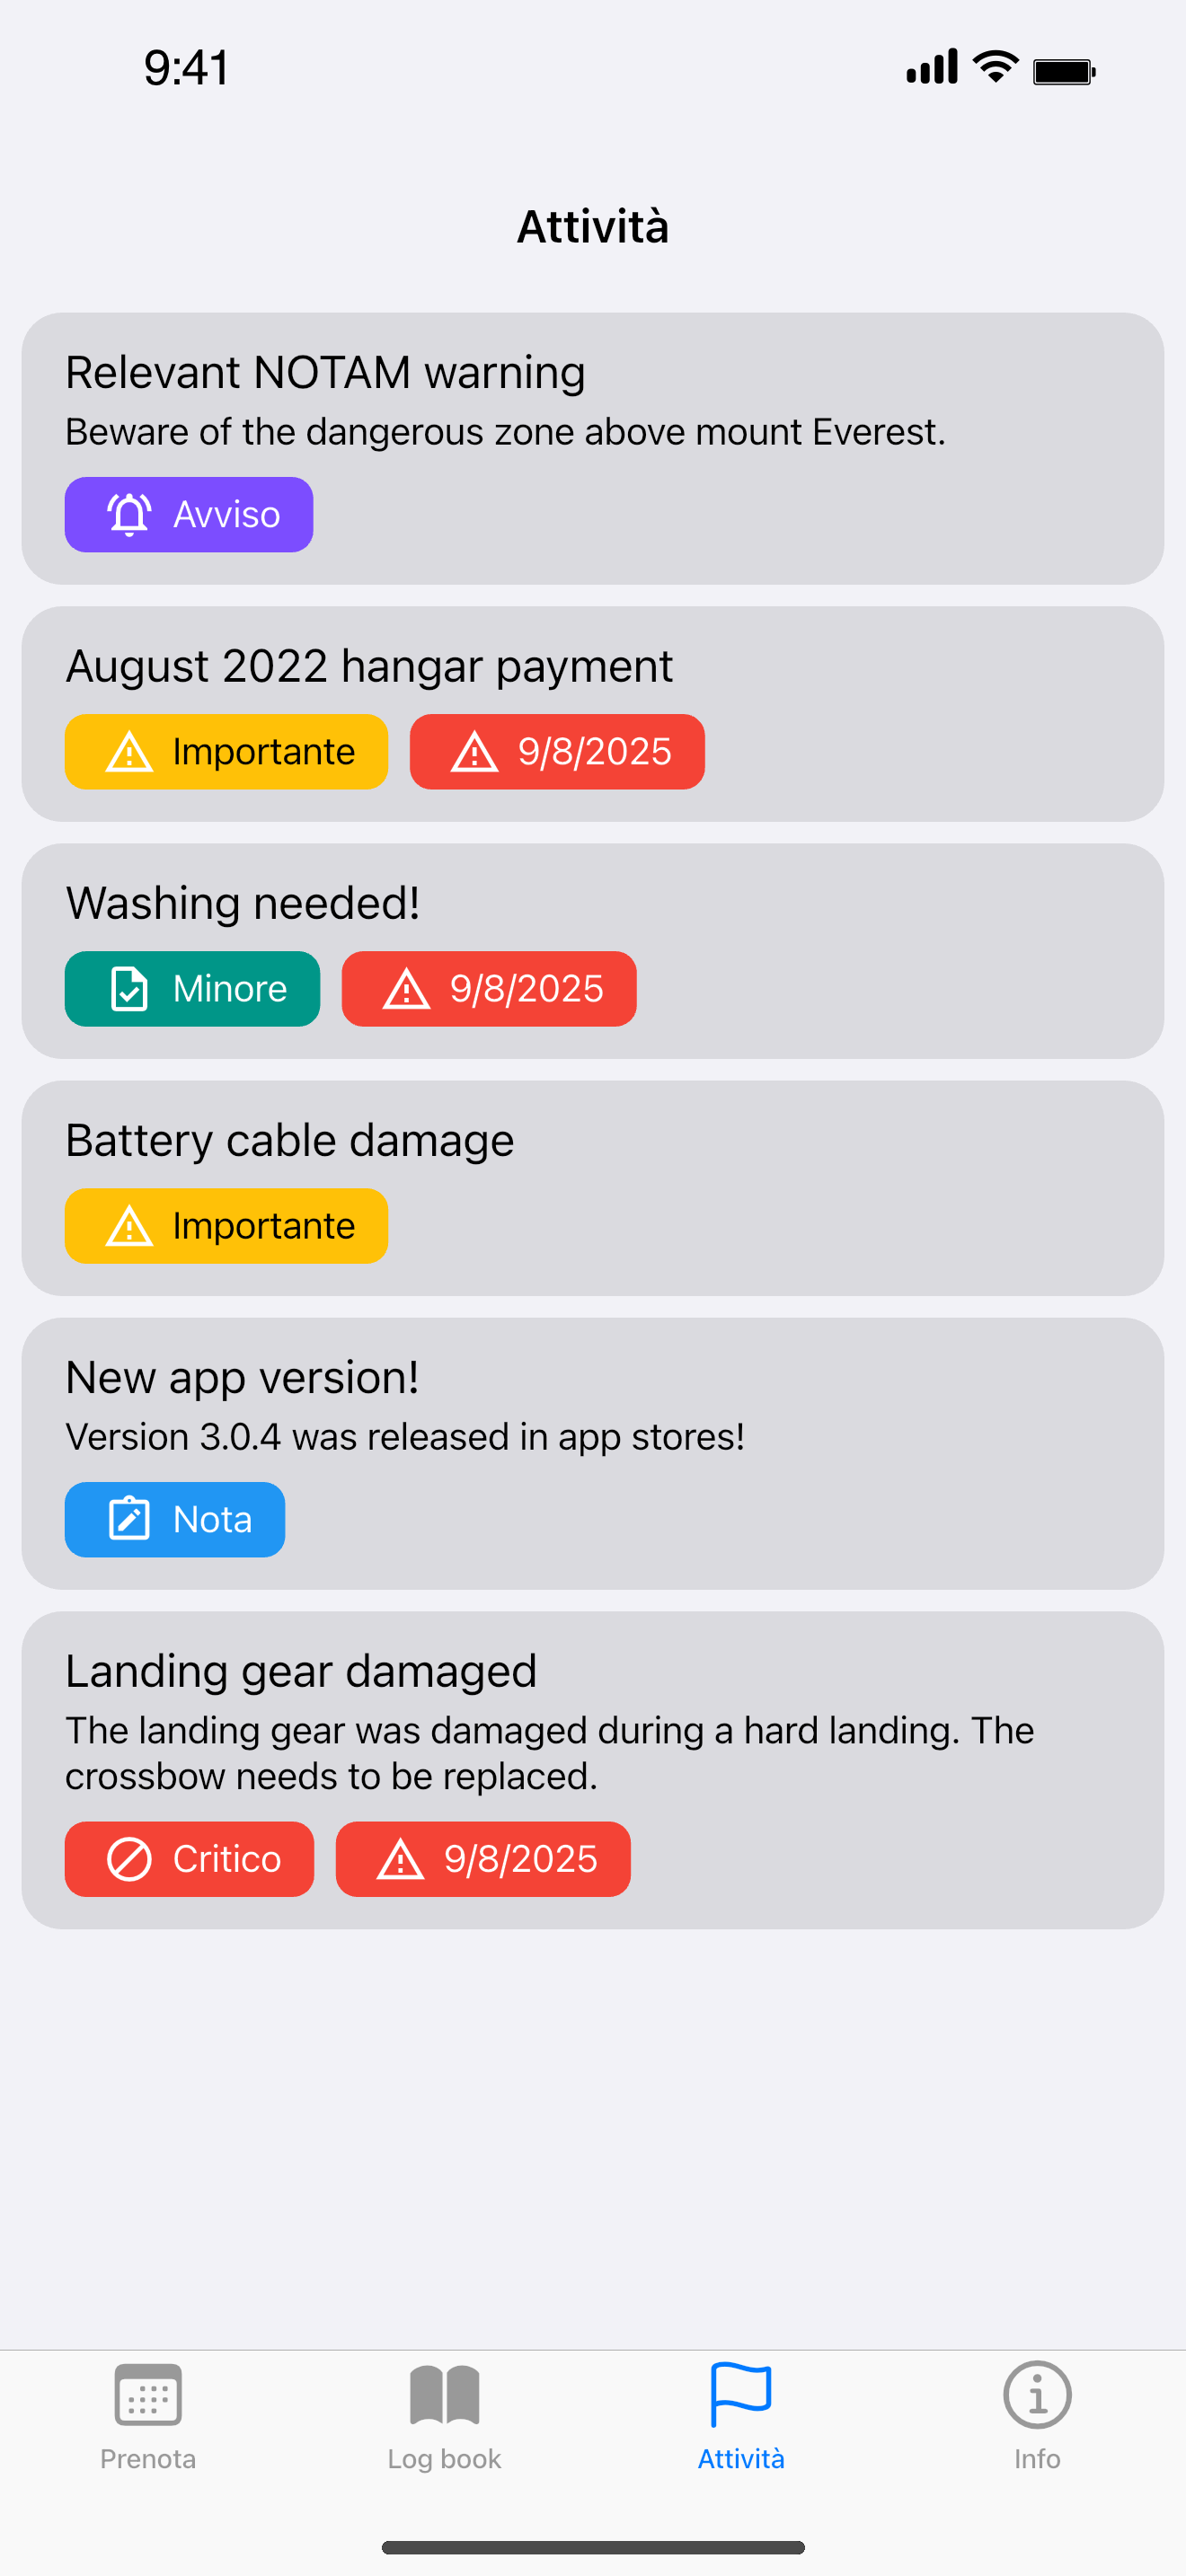 9:41
Attività
Relevant NOTAM warning
Beware of the dangerous zone above mount Everest.
Avviso
August 2022 hangar payment
Importante 9/8/2025
Washing needed!
Minore 9/8/2025
Battery cable damage
Importante
New app version!
Version 3.0.4 was released in app stores!
Nota
Landing gear damaged
The landing gear was damaged during a hard landing. The
crossbow needs to be replaced.
Critico 9/8/2025
Prenota Log book Attività Info